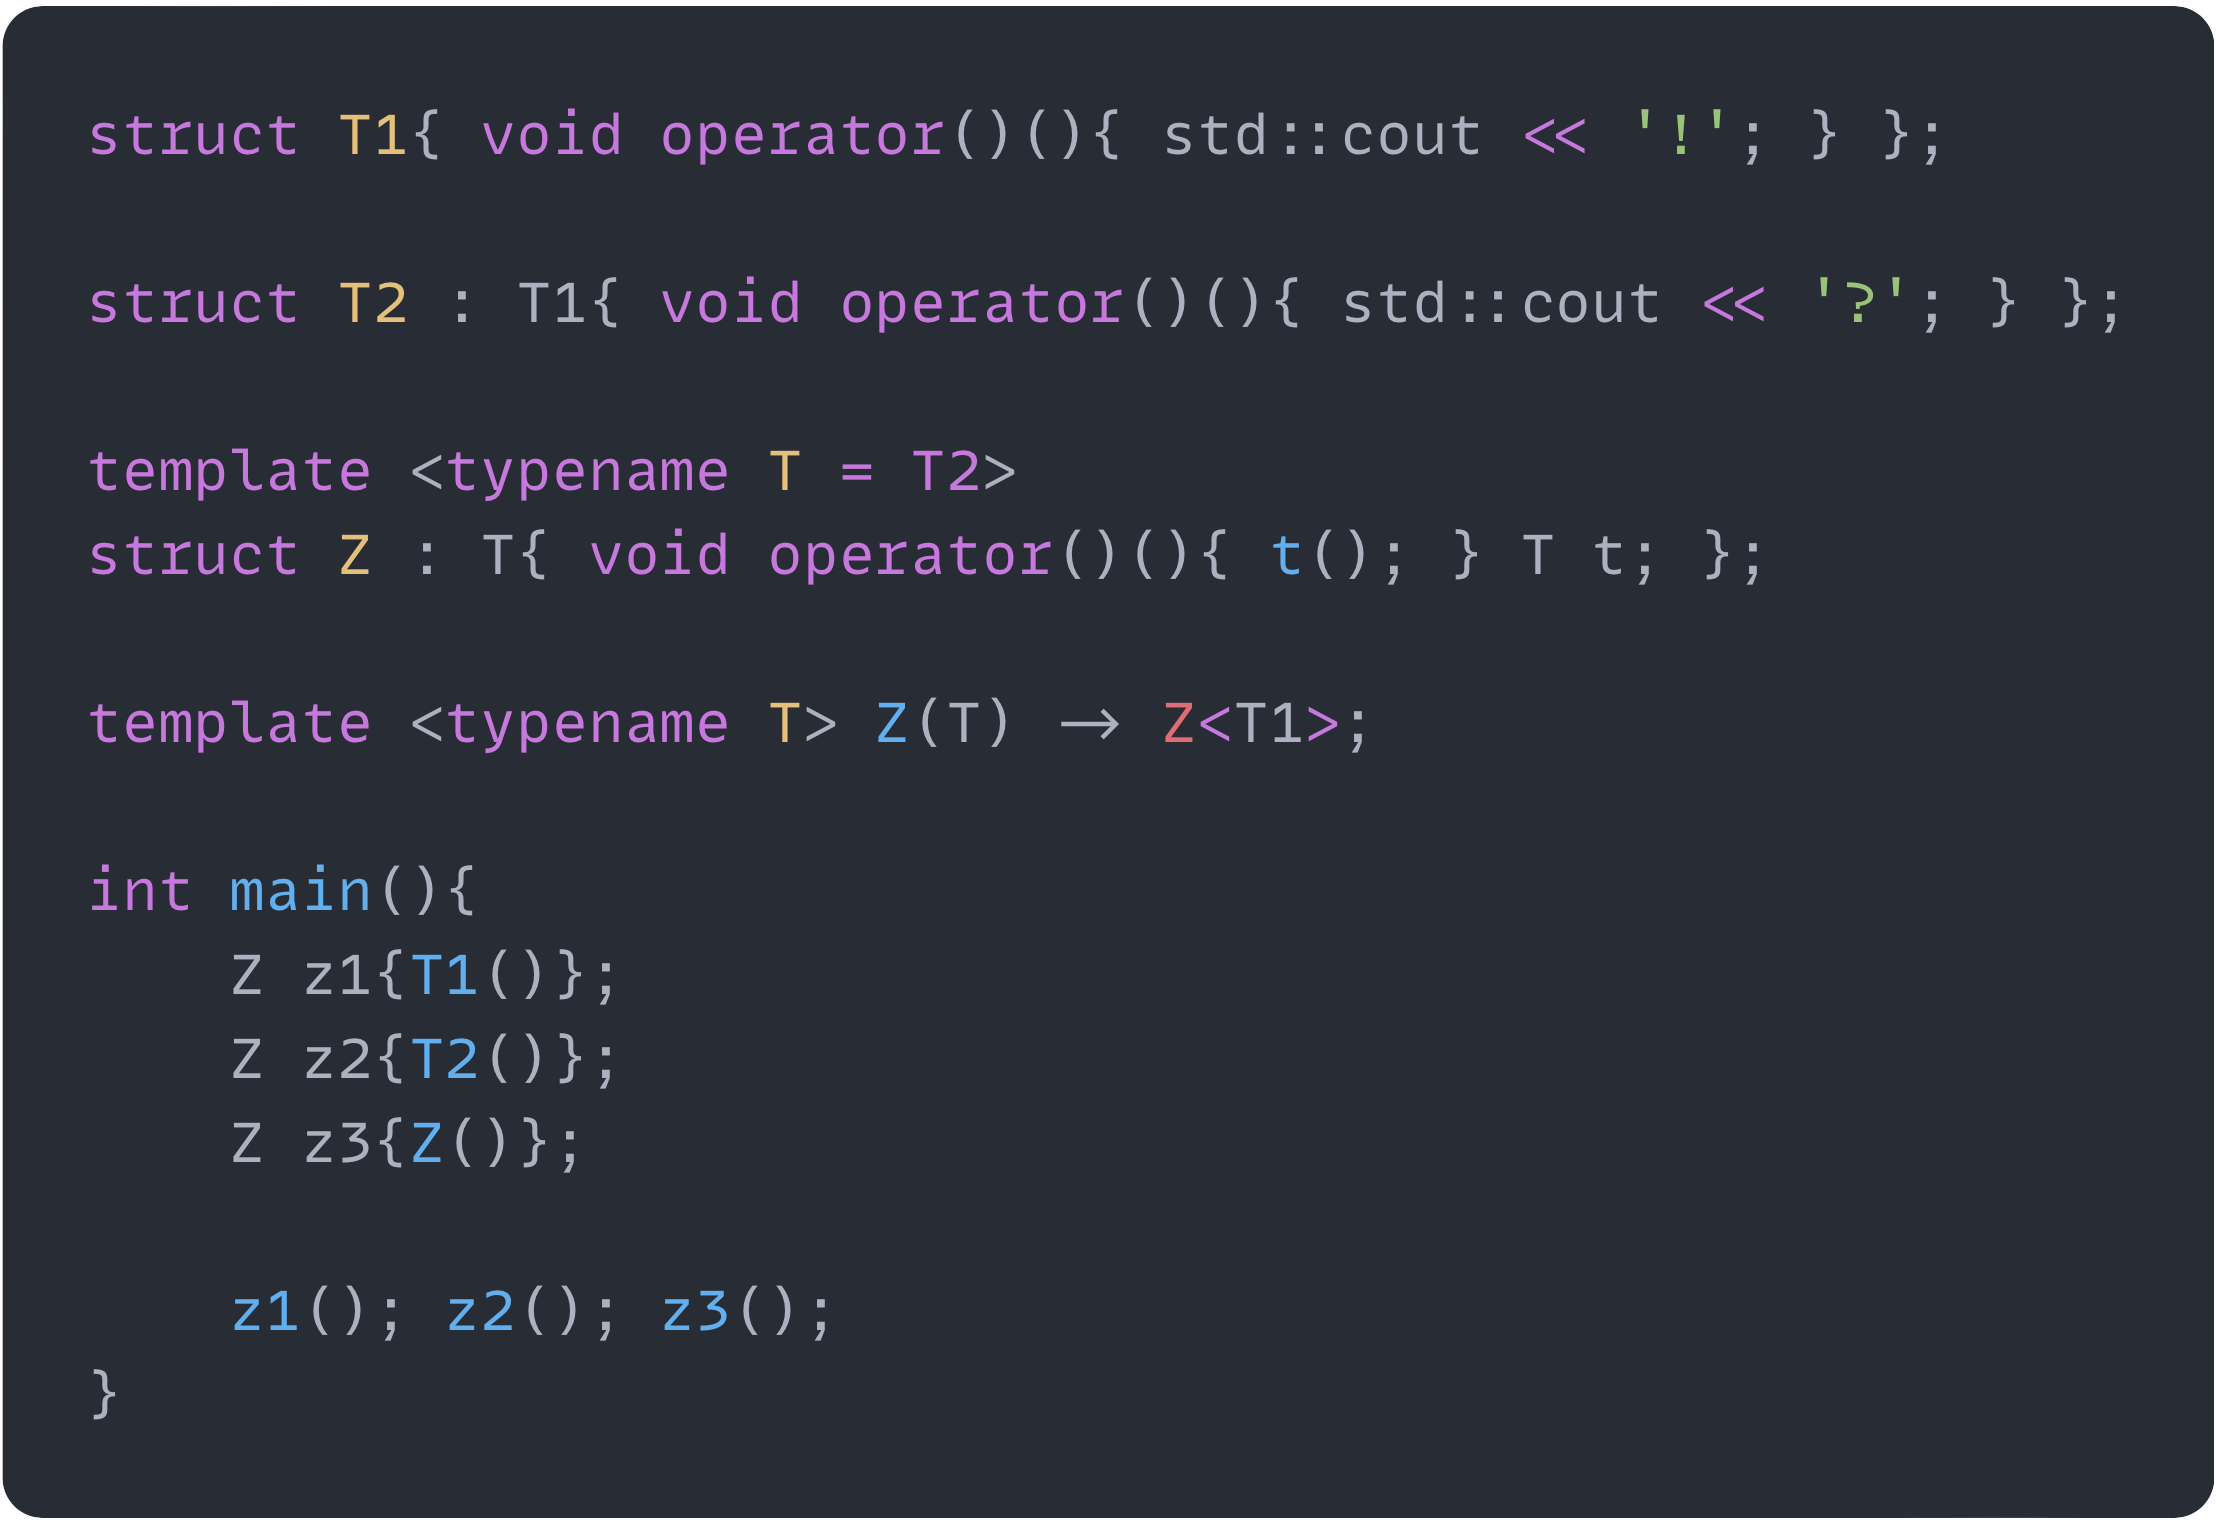 struct T1{ void operator()(){ std::cout << '!'; } };
struct T2 : T1{ void operator()(){ std::cout << '?'; } };
template <typename T = T2>
struct Z : T{ void operator()(){ t(); } T t; };
template <typename T> Z(T) -> Z<T1>;
int main(){
    Z z1{T1()};
    Z z2{T2()};
    Z z3{Z()};
    z1(); z2(); z3();
}